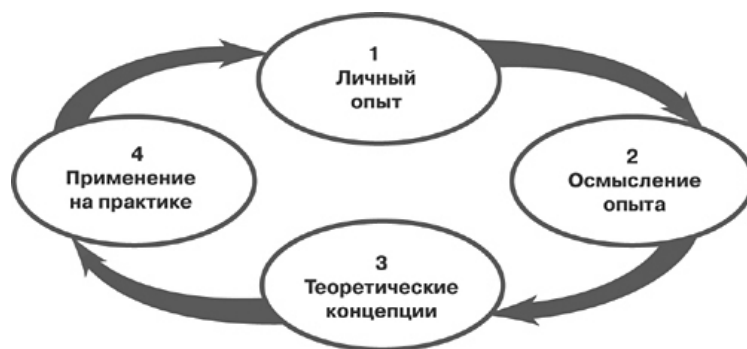 1
Личный
опыт
2
Осмысление
опыта
3
Теоретические
концепции
4
Применение
на практике